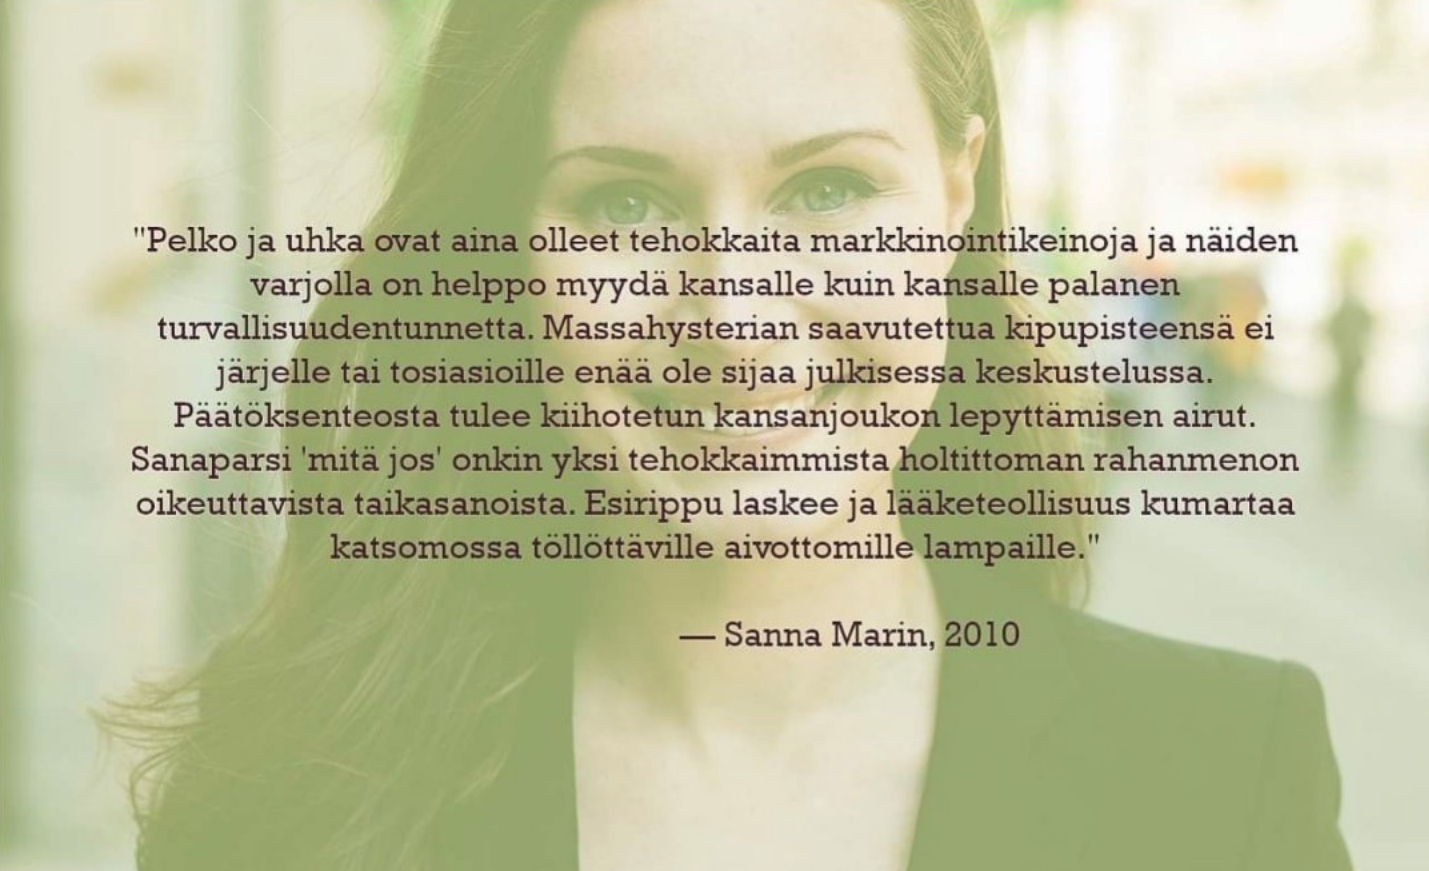 "Pelko ja uhka ovat aina olleet tehokkaita markkinointikeinoja ja näiden
varjolla on helppo myydä kansalle kuin kansalle palanen
turvallisuudentunnetta. Massahysterian saavutettua kipupisteensä ei
järjelle tai tosiasioille enää ole sijaa julkisessa keskustelussa.
Päätöksenteosta tulee kiihotetun kansanjoukon lepyttämisen airut.
Sanaparsi 'mitä jos' onkin yksi tehokkaimmista holtittoman rahanmenon
oikeuttavista taikasanoista. Esirippu laskee ja lääketeollisuus kumartaa
katsomossa töllöttäville aivottomille lampaille."
— Sanna Marin, 2010